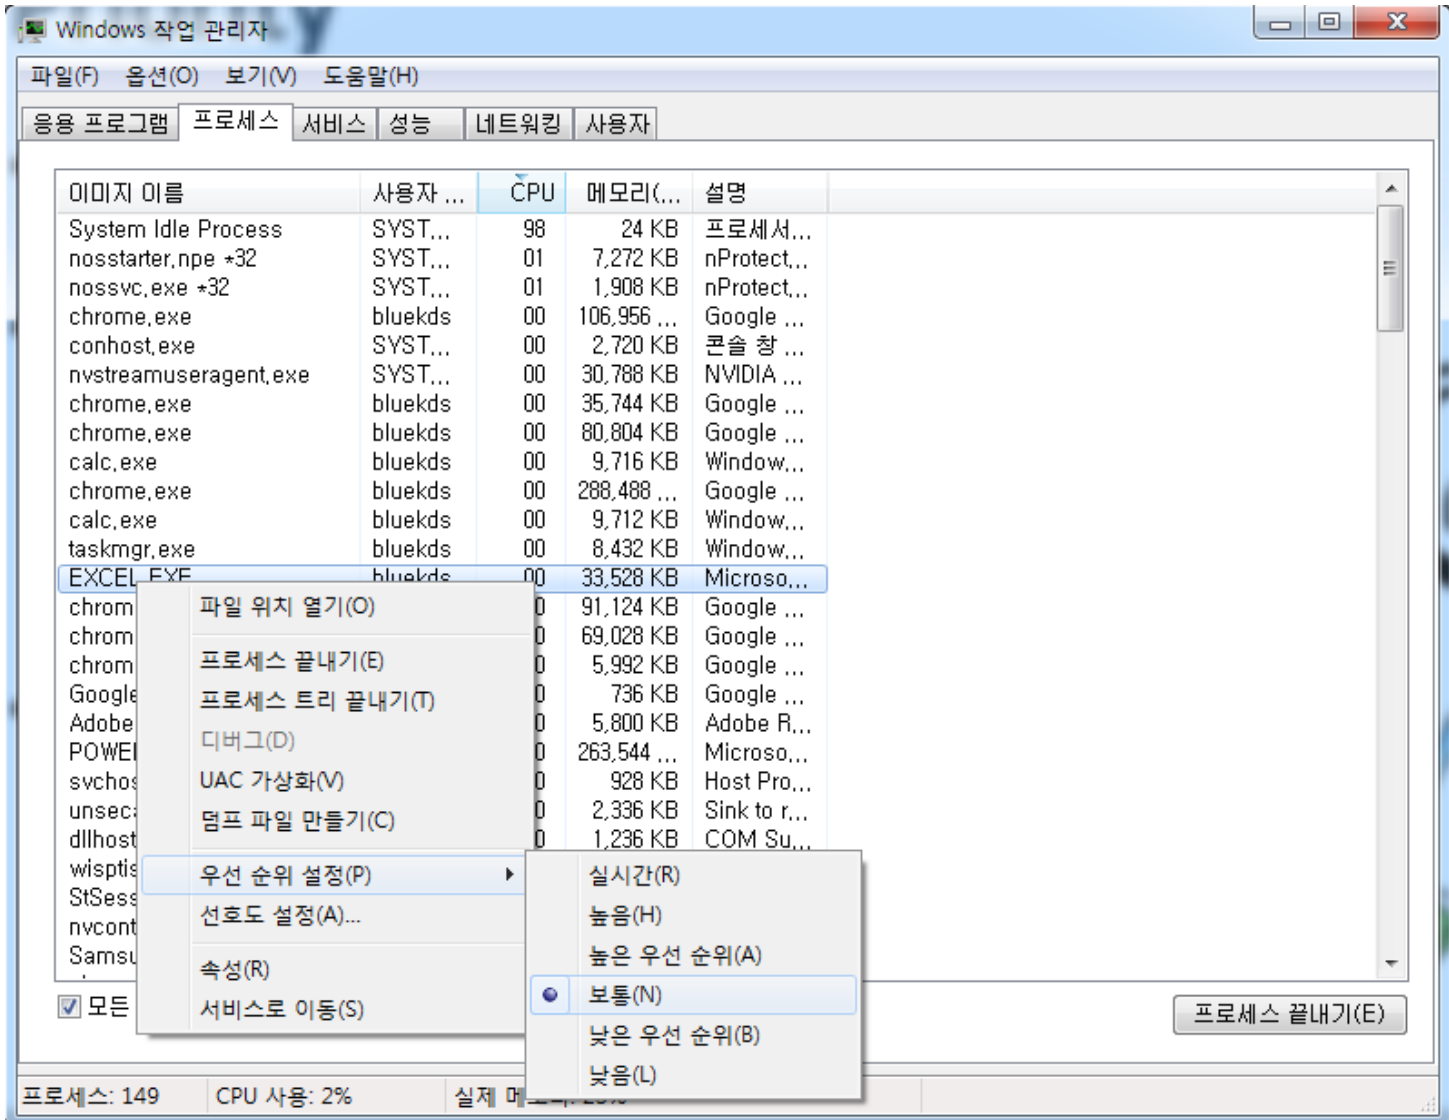 Windows 작업 관리자
파일(F) 옵션(O) 보기(V) 도움말(H)
응용 프로그램 프로세스 서비스 성능 네트워킹 사용자
이미지 이름 사용자 ... CPU 메모리(... 설명
System Idle Process SYST... 98 24 KB 프로세서...
nosstarter.npe *32 SYST... 01 7,272 KB nProtect...
nossvc.exe *32 SYST... 01 1,908 KB nProtect...
chrome.exe bluekds 00 106,956 ... Google ...
conhost.exe SYST... 00 2,720 KB 콘솔 창 ...
nvstreamuseragent.exe SYST... 00 30,788 KB NVIDIA ...
chrome.exe bluekds 00 35,744 KB Google ...
chrome.exe bluekds 00 80,804 KB Google ...
calc.exe bluekds 00 9,716 KB Window...
chrome.exe bluekds 00 288,488 ... Google ...
calc.exe bluekds 00 9,712 KB Window...
taskmgr.exe bluekds 00 8,432 KB Window...
EXCEL.EXE bluekds 00 33,528 KB Microso...
chrom 0 91,124 KB Google ...
chrom 0 69,028 KB Google ...
chrom 0 5,992 KB Google ...
Google 0 736 KB Google ...
Adobe 0 5,800 KB Adobe R...
POWE 0 263,544 ... Microso...
svchos 0 928 KB Host Pro...
unsec 0 2,336 KB Sink to r...
dllhost 0 1,236 KB COM Su...
wisptis
StSess
nvcont
Samsu
파일 위치 열기(O)
프로세스 끝내기(E)
프로세스 트리 끝내기(T)
디버그(D)
UAC 가상화(V)
덤프 파일 만들기(C)
우선 순위 설정(P)
선호도 설정(A)...
속성(R)
서비스로 이동(S)
실시간(R)
높음(H)
높은 우선 순위(A)
보통(N)
낮은 우선 순위(B)
낮음(L)
모든
프로세스 끝내기(E)
프로세스: 149 CPU 사용: 2% 실제